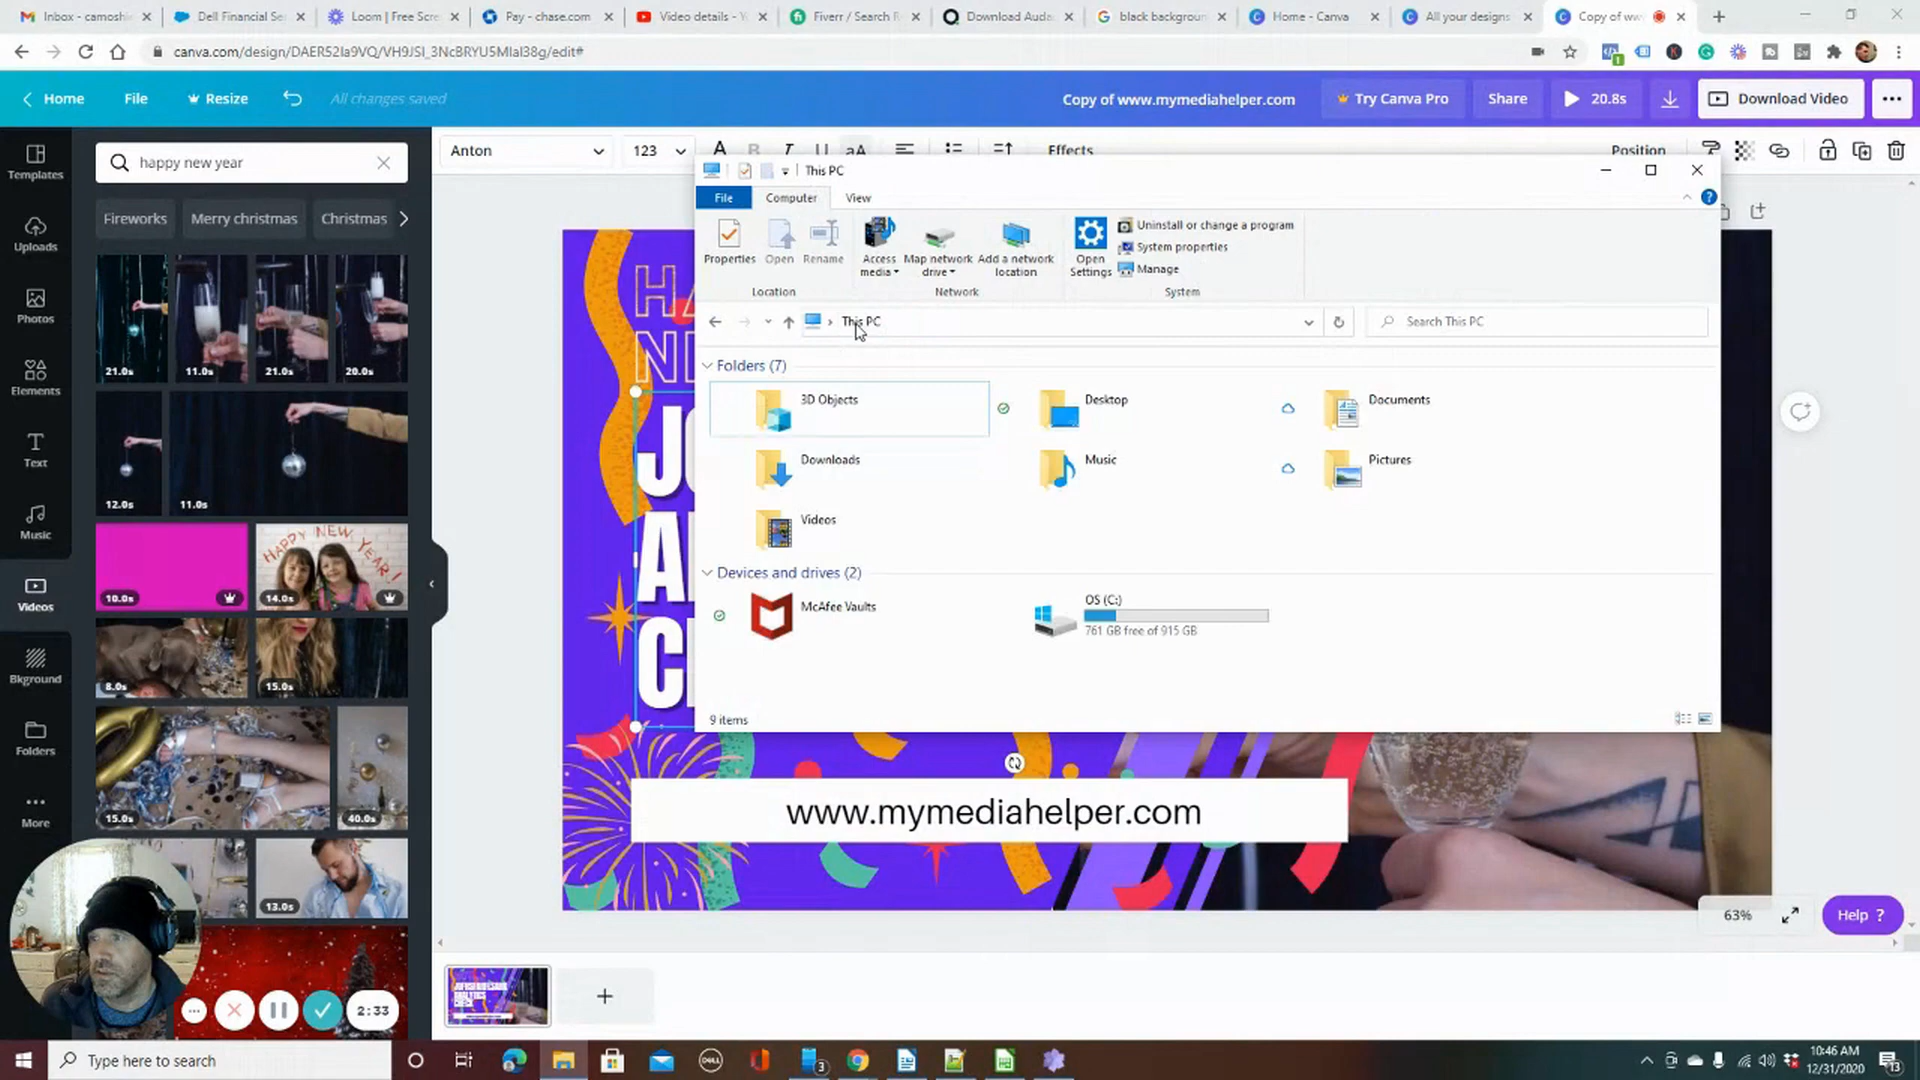 Inbox - camoshi
Dell Financial Se
Loom | Free Scre
Pay - chase.com
Video details - Y
Fiverr / Search R
Download Auda
black backgroun
Home - Canva
All your designs
Copy of ww
canva.com/design/DAER52Ia9VQ/VH9JSI_3NcBRYU5MIaI38g/edit#
Home
File
Resize
All changes saved
Copy of www.mymediahelper.com
Try Canva Pro
Share
20.8s
Download Video
happy new year
Anton
123
A
B
I
U
aA
Effects
Position
Templates
Uploads
Photos
Elements
Text
Music
Videos
Bkground
Folders
More
Fireworks
Merry christmas
Christmas
21.0s
11.0s
21.0s
20.0s
12.0s
11.0s
10.0s
HAPPY NEW YEAR!
14.0s
8.0s
15.0s
15.0s
40.0s
13.0s
This PC
File
Computer
View
Properties
Open
Rename
Access media
Map network drive
Add a network location
Open Settings
Uninstall or change a program
System properties
Manage
Location
Network
System
This PC
Search This PC
Folders (7)
3D Objects
Desktop
Documents
Downloads
Music
Pictures
Videos
Devices and drives (2)
McAfee Vaults
OS (C:)
761 GB free of 915 GB
9 items
www.mymediahelper.com
63%
Help ?
2:33
Type here to search
DELL
3
10:46 AM
12/31/2020
13